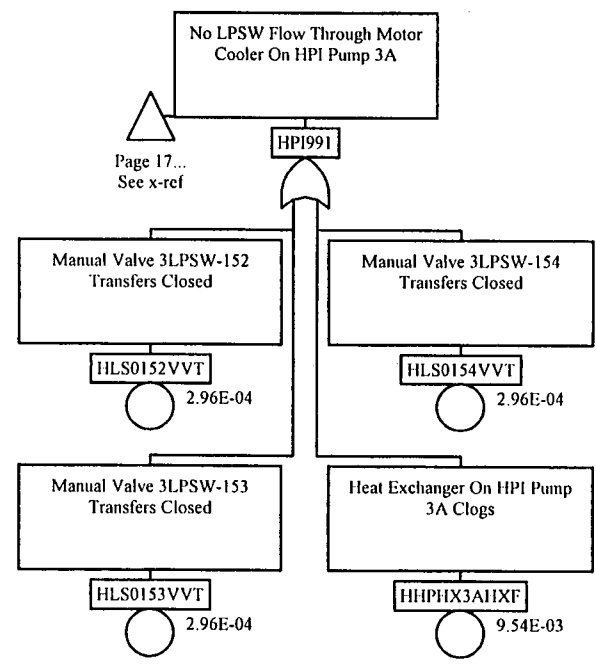 No LPSW Flow Through Motor
Cooler On HPI Pump 3A
HPI991
Page 17...
See x-ref
Manual Valve 3LPSW-152
Transfers Closed
HLS0152VVT
2.96E-04
Manual Valve 3LPSW-154
Transfers Closed
HLS0154VVT
2.96E-04
Manual Valve 3LPSW-153
Transfers Closed
HLS0153VVT
2.96E-04
Heat Exchanger On HPI Pump
3A Clogs
HHPHX3AHXF
9.54E-03